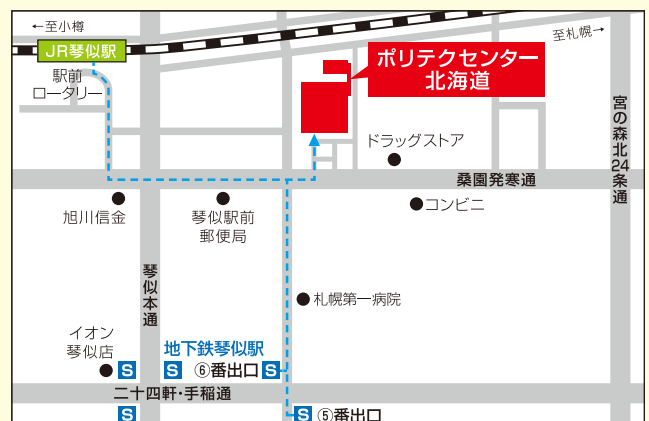 ←至小樽
JR琴似駅
駅前
ロータリー
至札幌→
ポリテクセンター
北海道
ドラッグストア
宮の森北24条通
桑園発寒通
旭川信金
琴似駅前
郵便局
コンビニ
琴似本通
札幌第一病院
イオン
琴似店
地下鉄琴似駅
S
S
⑥番出口
S
二十四軒・手稲通
S
S
⑤番出口